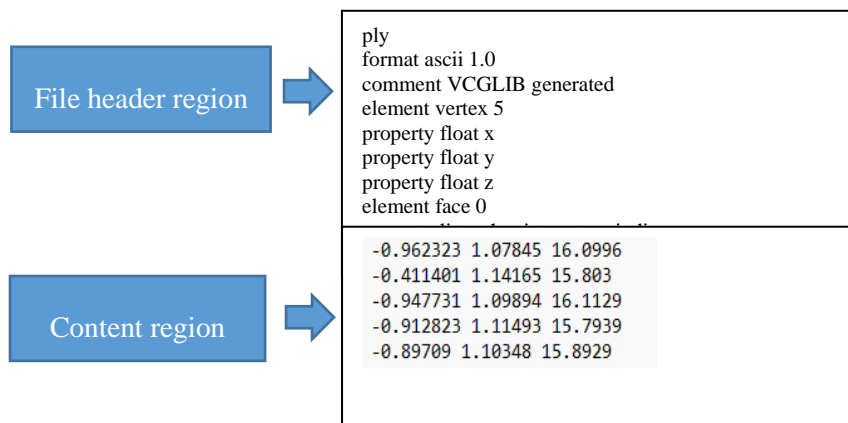 File header region
ply
format ascii 1.0
comment VCGLIB generated
element vertex 5
property float x
property float y
property float z
element face 0
Content region
-0.962323 1.07845 16.0996
-0.411401 1.14165 15.803
-0.947731 1.09894 16.1129
-0.912823 1.11493 15.7939
-0.89709 1.10348 15.8929